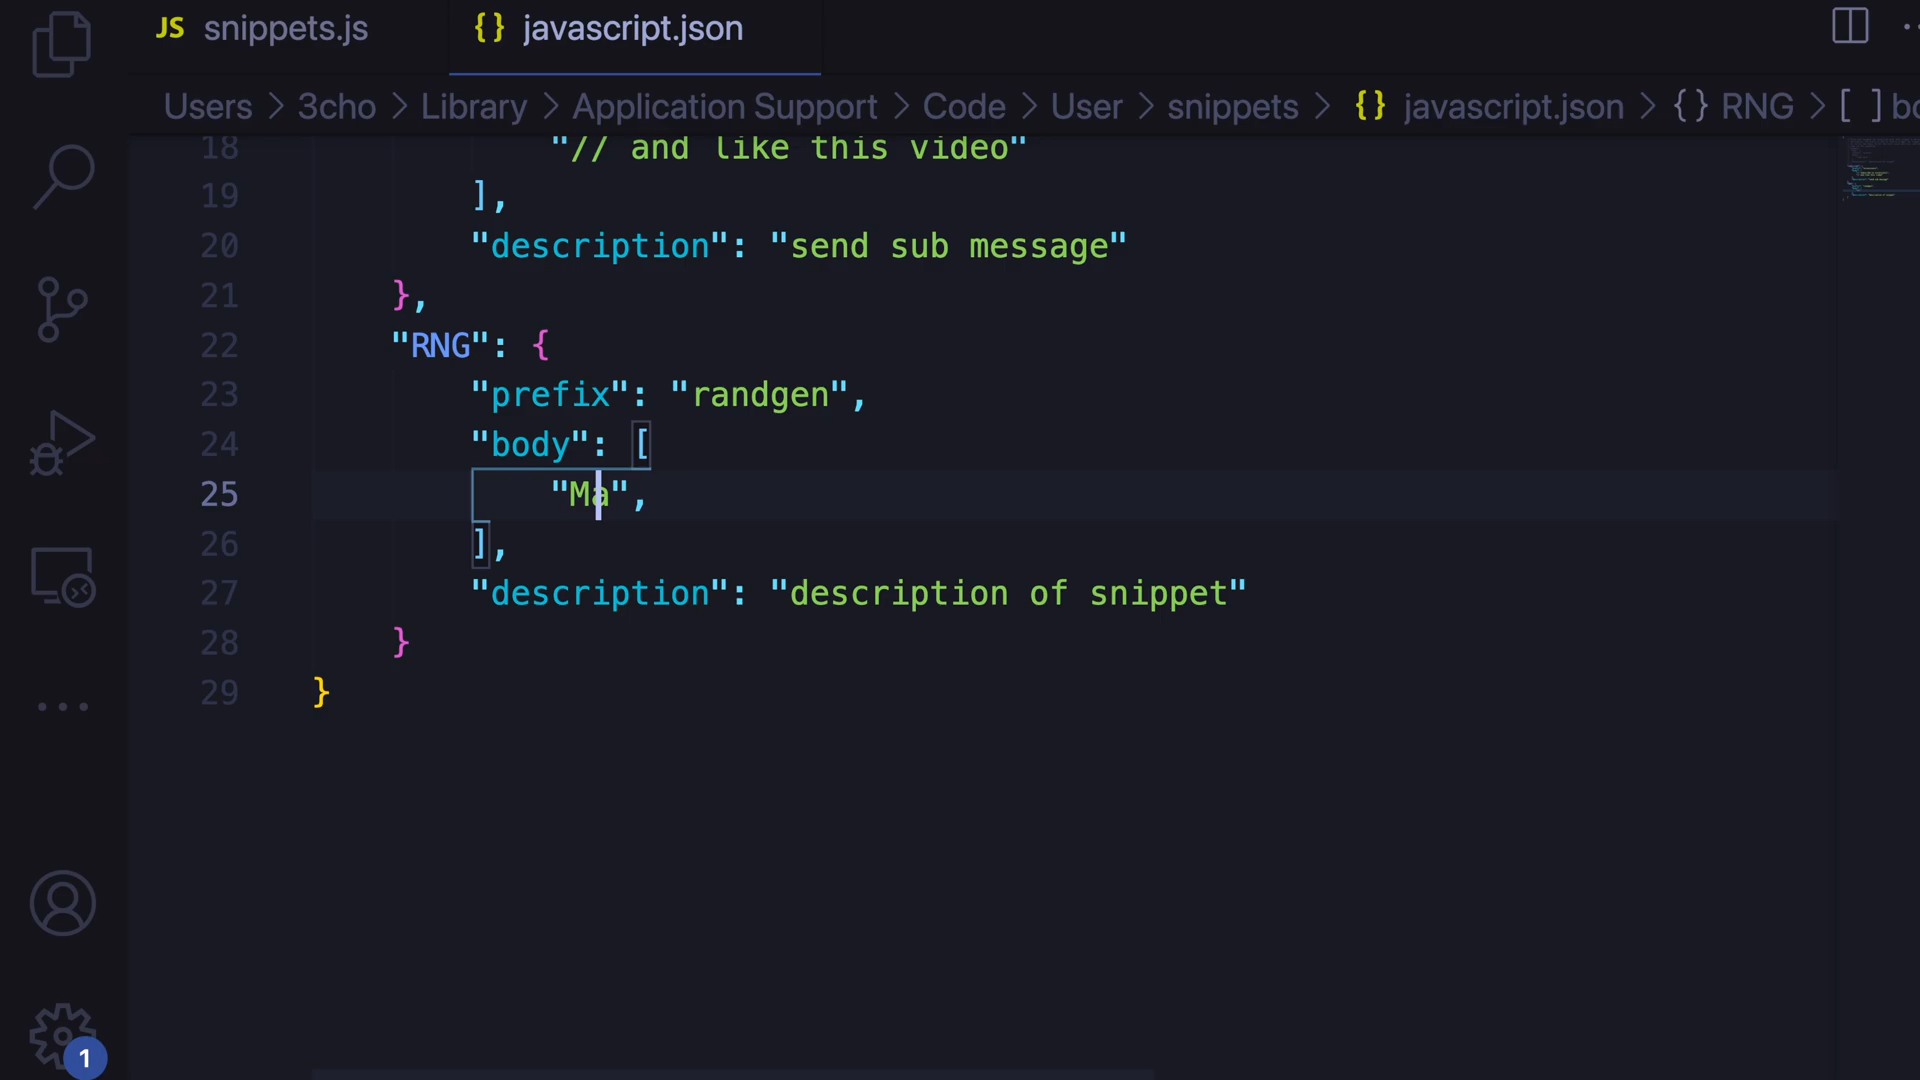 JS snippets.js {} javascript.json
Users > 3cho > Library > Application Support > Code > User > snippets > {} javascript.json > {} RNG > [ ] bo
18 "// and like this video"
19 ],
20 "description": "send sub message"
21 },
22 "RNG": {
23 "prefix": "randgen",
24 "body": [
25 "Ma",
26 ],
27 "description": "description of snippet"
28 }
29 }
1